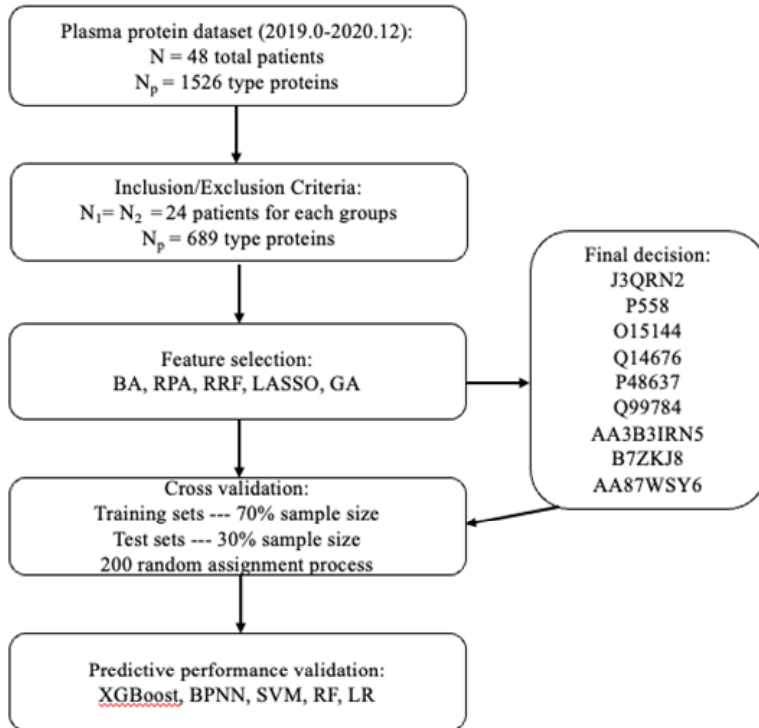 Plasma protein dataset (2019.0-2020.12):
N = 48 total patients
Np = 1526 type proteins
Inclusion/Exclusion Criteria:
N1= N2 = 24 patients for each groups
Np = 689 type proteins
Feature selection:
BA, RPA, RRF, LASSO, GA
Final decision:
J3QRN2
P558
O15144
Q14676
P48637
Q99784
AA3B3IRN5
B7ZKJ8
AA87WSY6
Cross validation:
Training sets --- 70% sample size
Test sets --- 30% sample size
200 random assignment process
Predictive performance validation:
XGBoost, BPNN, SVM, RF, LR